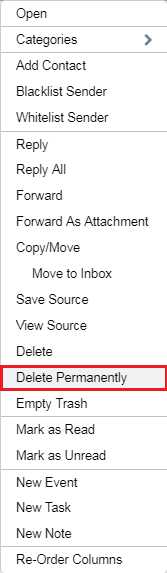 Open
Categories
Add Contact
Blacklist Sender
Whitelist Sender
Reply
Reply All
Forward
Forward As Attachment
Copy/Move
Move to Inbox
Save Source
View Source
Delete
Delete Permanently
Empty Trash
Mark as Read
Mark as Unread
New Event
New Task
New Note
Re-Order Columns